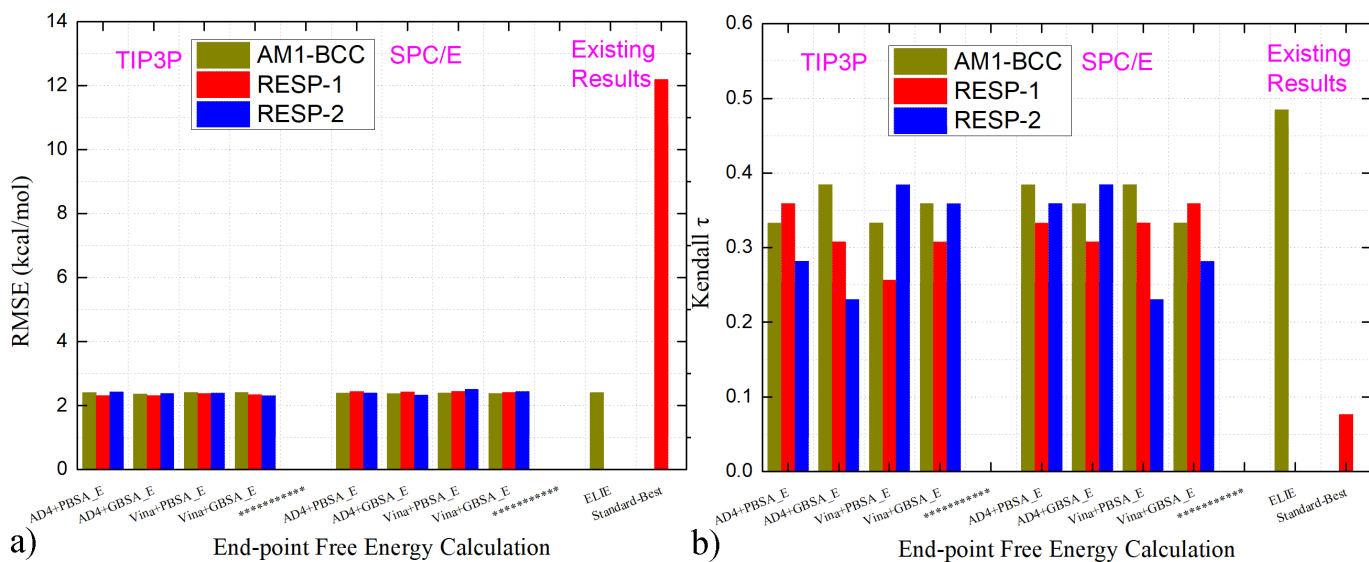 14
12
10
8
6
4
2
0
RMSE (kcal/mol)
TIP3P
AM1-BCC
RESP-1
RESP-2
SPC/E
Existing
Results
AD4+PBSA_E
AD4+GBSA_E
Vina+PBSA_E
Vina+GBSA_E
**********
AD4+PBSA_E
AD4+GBSA_E
Vina+PBSA_E
Vina+GBSA_E
********
ELIE
Standard-Best
a)
End-point Free Energy Calculation
0.6
0.5
0.4
0.3
0.2
0.1
0.0
Kendall τ
TIP3P
AM1-BCC
RESP-1
RESP-2
SPC/E
Existing
Results
AD4+PBSA_E
AD4+GBSA_E
Vina+PBSA_E
Vina+GBSA_E
**********
AD4+PBSA_E
AD4+GBSA_E
Vina+PBSA_E
Vina+GBSA_E
**********
ELIE
Standard-Best
b)
End-point Free Energy Calculation